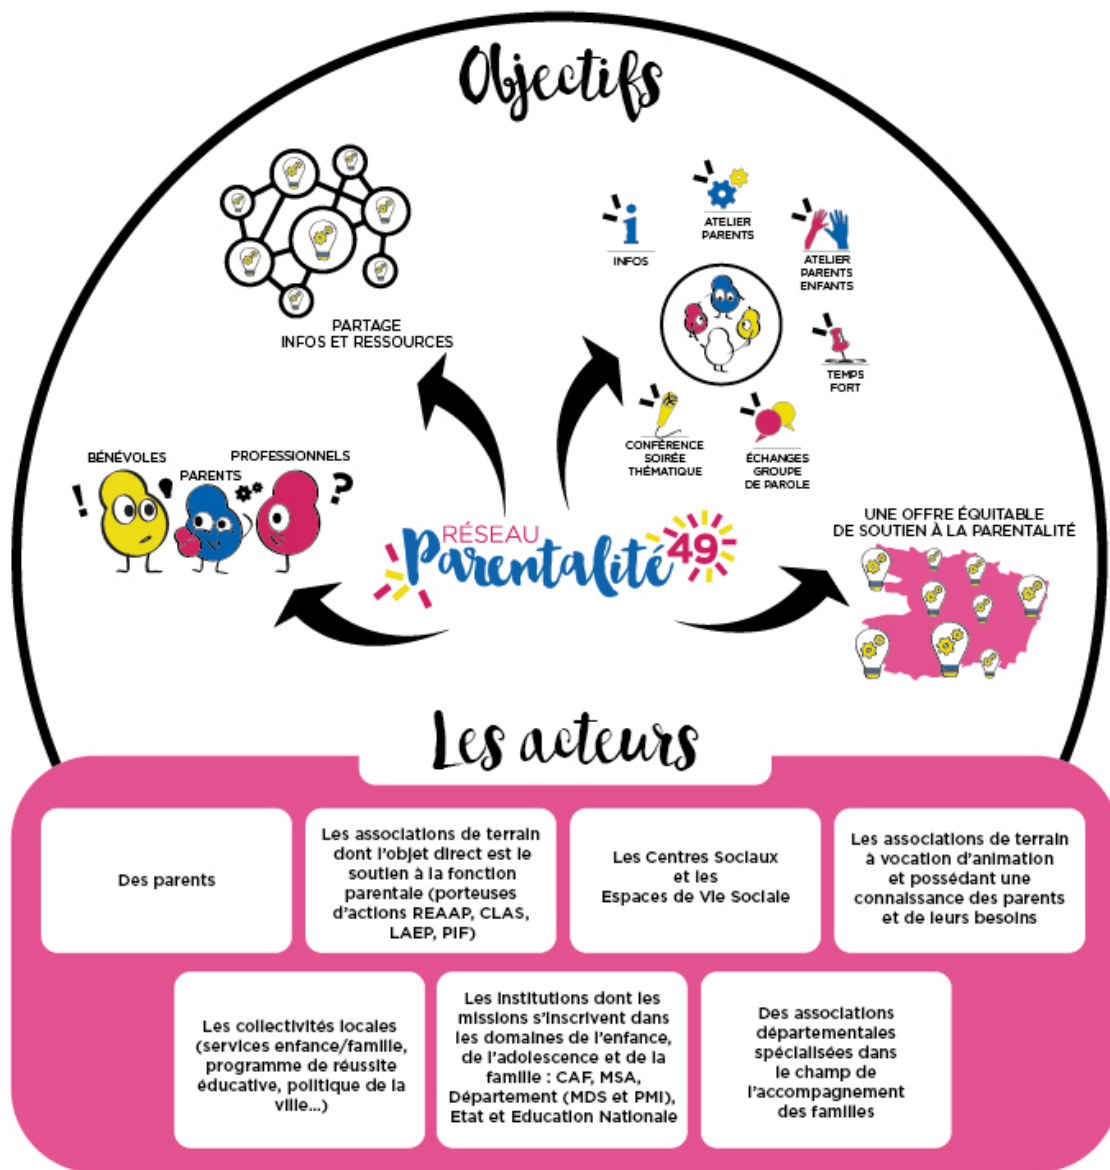 Objectifs
PARTAGE
INFOS ET RESSOURCES
INFOS
ATELIER
PARENTS
ATELIER
PARENTS
ENFANTS
TEMPS
FORT
CONFÉRENCE
SOIRÉE
THÉMATIQUE
ÉCHANGES
GROUPE
DE PAROLE
BÉNÉVOLES
PARENTS
PROFESSIONNELS
! ?
UNE OFFRE ÉQUITABLE
DE SOUTIEN À LA PARENTALITÉ
RÉSEAU
Parentalité 49
Les acteurs
Des parents
Les associations de terrain
dont l'objet direct est le
soutien à la fonction
parentale (porteuses
d'actions REAAP, CLAS,
LAEP, PIF)
Les Centres Sociaux
et les
Espaces de Vie Sociale
Les associations de terrain
à vocation d'animation
et possédant une
connaissance des parents
et de leurs besoins
Les collectivités locales
(services enfance/famille,
programme de réussite
éducative, politique de la
ville...)
Les institutions dont les
missions s'inscrivent dans
les domaines de l'enfance,
de l'adolescence et de la
famille : CAF, MSA,
Département (MDS et PMI),
Etat et Education Nationale
Des associations
départementales
spécialisées dans
le champ de
l'accompagnement
des familles